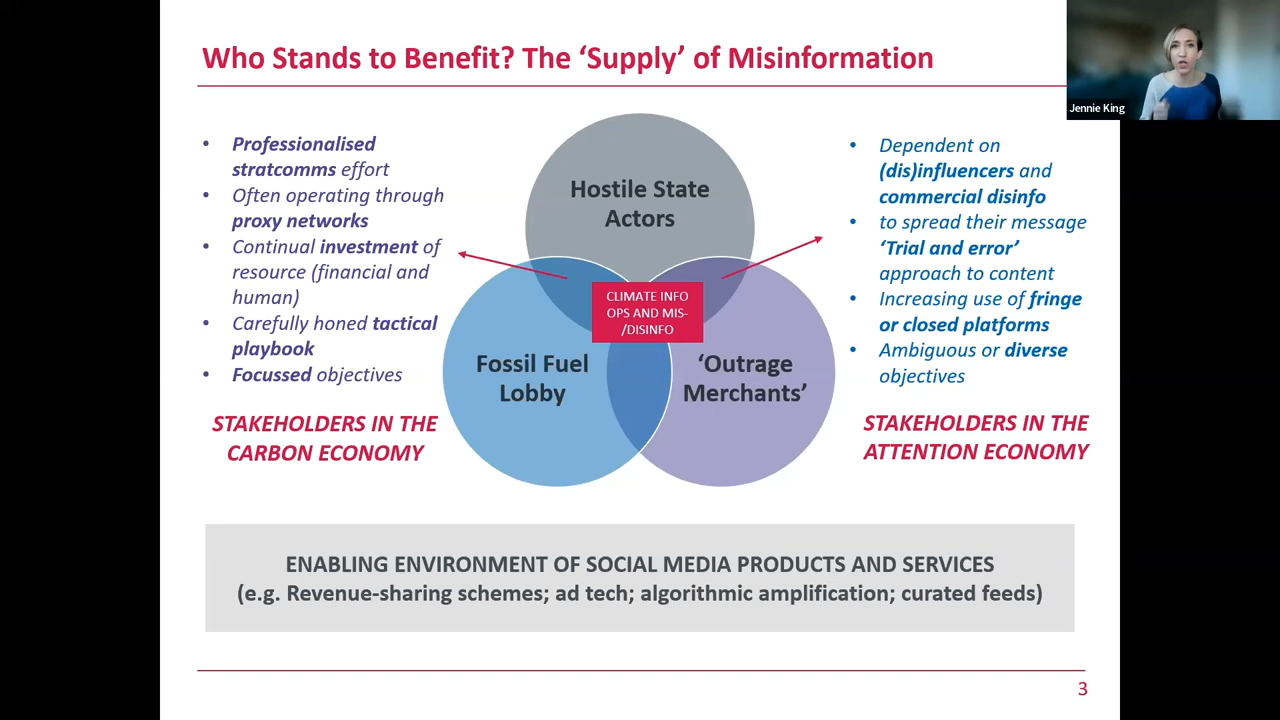 Who Stands to Benefit? The ‘Supply’ of Misinformation
Jennie King
• Professionalised
stratcomms effort
• Often operating through
proxy networks
• Continual investment of
resource (financial and
human)
• Carefully honed tactical
playbook
• Focussed objectives
STAKEHOLDERS IN THE
CARBON ECONOMY
Hostile State
Actors
CLIMATE INFO
OPS AND MIS-
/DISINFO
Fossil Fuel
Lobby
‘Outrage
Merchants’
• Dependent on
(dis)influencers and
commercial disinfo
• to spread their message
‘Trial and error’
approach to content
• Increasing use of fringe
or closed platforms
• Ambiguous or diverse
objectives
STAKEHOLDERS IN THE
ATTENTION ECONOMY
ENABLING ENVIRONMENT OF SOCIAL MEDIA PRODUCTS AND SERVICES
(e.g. Revenue-sharing schemes; ad tech; algorithmic amplification; curated feeds)
3